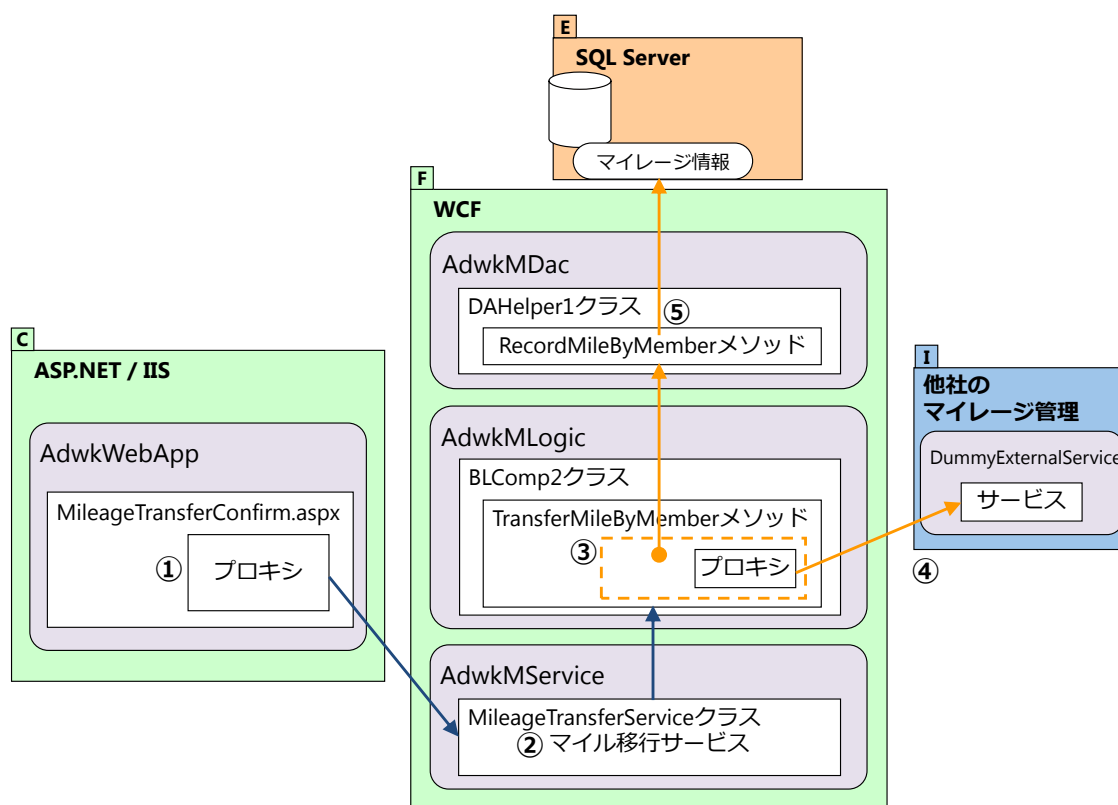 E
SQL Server
マイレージ情報
F
WCF
AdwkMDac
DAHelper1クラス
⑤
RecordMileByMemberメソッド
C
ASP.NET / IIS
AdwkWebApp
MileageTransferConfirm.aspx
①
プロキシ
AdwkMLogic
BLComp2クラス
TransferMileByMemberメソッド
③
プロキシ
I
他社の
マイレージ管理
DummyExternalService
サービス
④
AdwkMService
MileageTransferServiceクラス
② マイル移行サービス